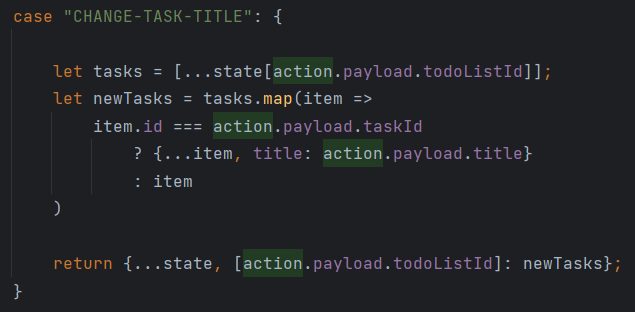 case "CHANGE-TASK-TITLE": {
let tasks = [...state[action.payload.todoListId]];
let newTasks = tasks.map(item =>
item.id === action.payload.taskId
? {...item, title: action.payload.title}
: item
)
return {...state, [action.payload.todoListId]: newTasks};
}